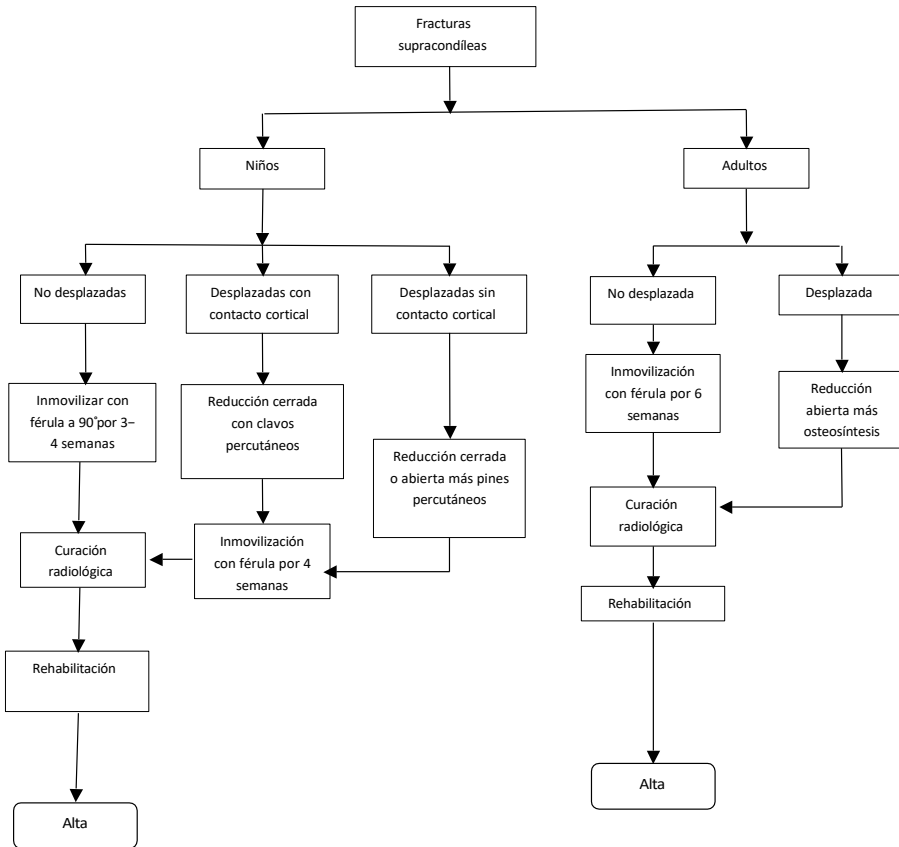 Fracturas
supracondíleas
Niños
Adultos
No desplazadas
Desplazadas con
contacto cortical
Desplazadas sin
contacto cortical
No desplazada
Desplazada
Inmovilizar con
férula a 90°por 3–
4 semanas
Reducción cerrada
con clavos
percutáneos
Reducción cerrada
o abierta más pines
percutáneos
Inmovilización
con férula por 6
semanas
Reducción
abierta más
osteosíntesis
Curación
radiológica
Inmovilización
con férula por 4
semanas
Curación
radiológica
Rehabilitación
Rehabilitación
Alta
Alta